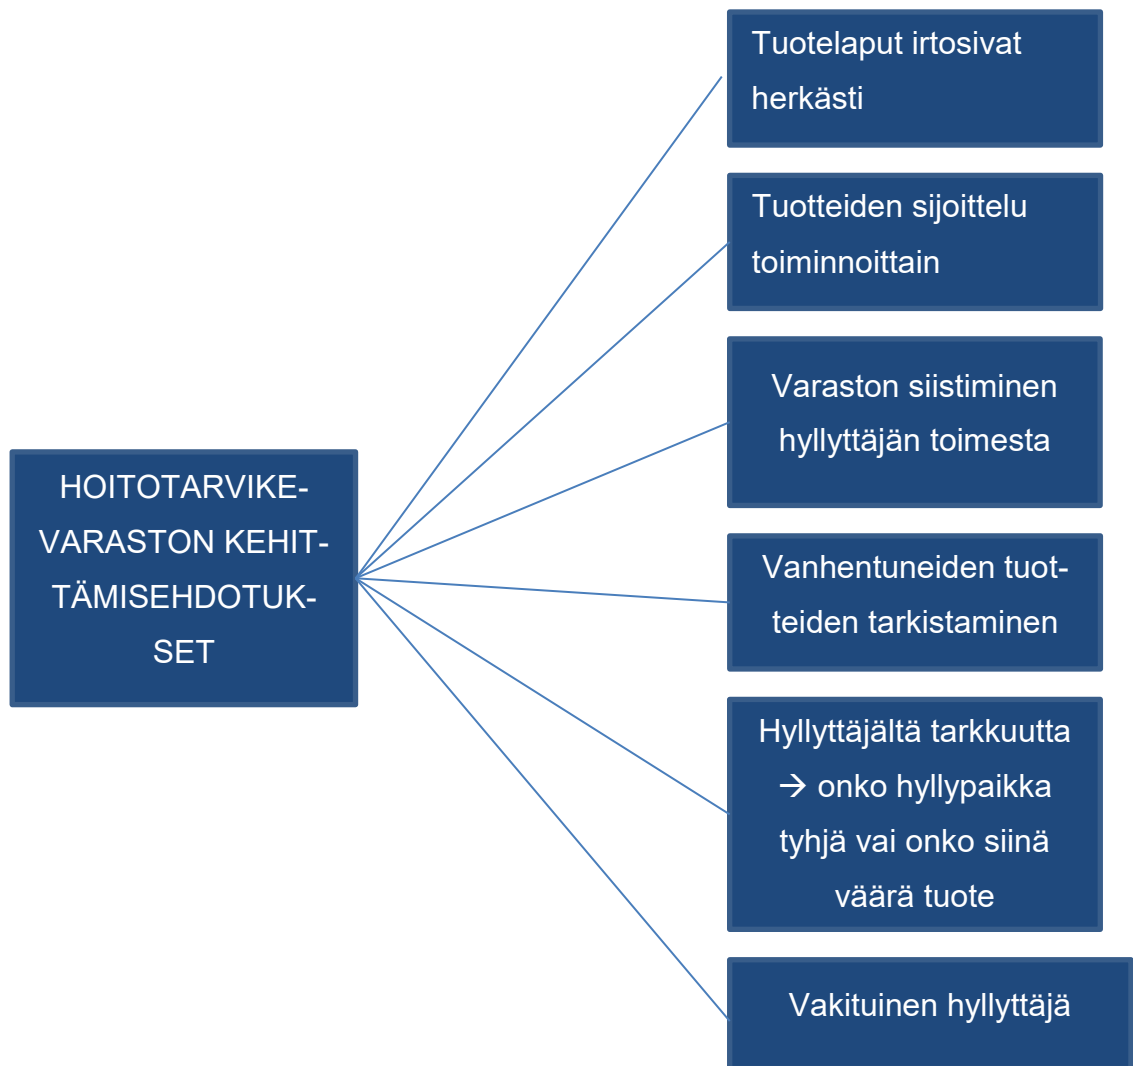 Tuotelaput irtosivat
herkästi
Tuotteiden sijoittelu
toiminnoittain
Varaston siistiminen
hyllyttäjän toimesta
HOITOTARVIKE-
VARASTON KEHIT-
TÄMISEHDOTUK-
SET
Vanhentuneiden tuot-
teiden tarkistaminen
Hyllyttäjältä tarkkuutta
→ onko hyllypaikka
tyhjä vai onko siinä
väärä tuote
Vakituinen hyllyttäjä